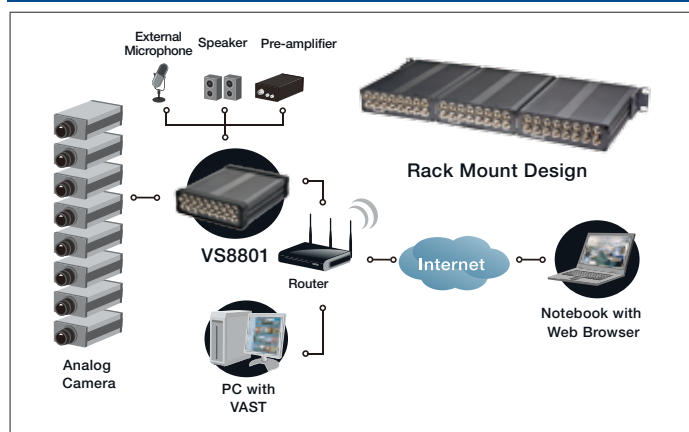 External
Microphone
Speaker
Pre-amplifier
Rack Mount Design
VS8801
Router
Internet
Notebook with
Web Browser
Analog
Camera
PC with
VAST